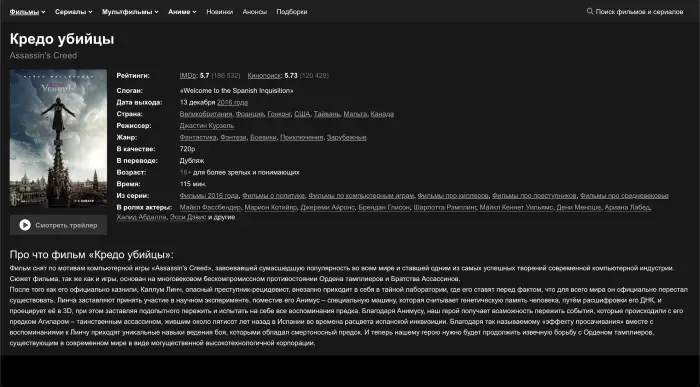 Фильмы Сериалы Мультфильмы Аниме Новинки Анонсы Подборки Поиск фильмов и сериалов
Кредо убийцы
Assassin's Creed
Рейтинги: IMDb: 5.7 (186 532) Кинопоиск: 5.73 (120 428)
Слоган: «Welcome to the Spanish Inquisition»
Дата выхода: 13 декабря 2016 года
Страна: Великобритания, Франция, Гонконг, США, Тайвань, Мальта, Канада
Режиссер: Джастин Курзель
Жанр: Фантастика, Фэнтези, Боевики, Приключения, Зарубежные
В качестве: 720p
В переводе: Дубляж
Возраст: 16+ для более зрелых и понимающих
Время: 115 мин.
Из серии: Фильмы 2016 года, Фильмы о политике, Фильмы по компьютерным играм, Фильмы про киллеров, Фильмы про преступников, Фильмы про средневековье
В ролях актеры: Майкл Фассбендер, Марион Котийяр, Джереми Айронс, Брендан Глисон, Шарлотта Рэмплинг, Майкл Кеннет Уильямс, Дени Меноше, Ариана Лабед,
Халид Абдалла, Эсси Дэвис и другие
Смотреть трейлер
Про что фильм «Кредо убийцы»:
Фильм снят по мотивам компьютерной игры «Assassin's Creed», завоевавшей сумасшедшую популярность во всем мире и ставшей одним из самых успешных творений современной компьютерной индустрии.
Сюжет фильма, так же как и игры, основан на многовековом бескомпромиссном противостоянии Ордена тамплиеров и Братства Ассассинов.
После того как его официально казнили, Каллум Линч, опасный преступник-рецидивист, внезапно приходит в себя в тайной лаборатории, где его ставят перед фактом, что для всего мира он официально перестал
существовать. Линча заставляют принять участие в научном эксперименте, поместив его Анимус – специальную машину, которая считывает генетическую память человека, путём расшифровки его ДНК, и
проецирует её в 3D, при этом заставляя подопытного пережить и испытать на себе все воспоминания предка. Благодаря Анимусу, наш герой получает возможность пережить события, которые происходили с его
предком Агиларом – таинственным ассассином, жившим около пятисот лет назад в Испании во времена расцвета испанской инквизиции. Благодаря так называемому «эффекту просачивания» вместе с
воспоминаниями к Линчу приходят уникальные навыки ведения боя, которыми обладал смертоносный предок. И теперь нашему герою нужно будет продолжить извечную борьбу с Орденом тамплиеров,
существующим в современном мире в виде могущественной высокотехнологичной корпорации.